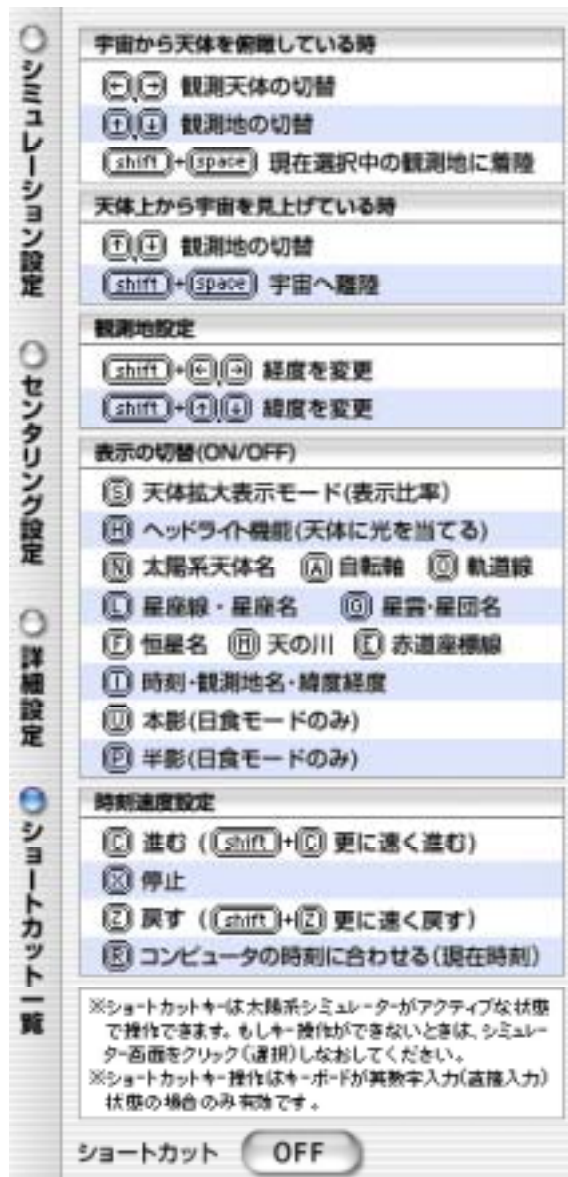 シミュレーション設定
センタリング設定
詳細設定
ショートカット一覧
宇宙から天体を俯瞰している時
[←],[→] 観測天体の切替
[↑],[↓] 観測地の切替
[shift]+[space] 現在選択中の観測地に着陸
天体上から宇宙を見上げている時
[↑],[↓] 観測地の切替
[shift]+[space] 宇宙へ離陸
観測地設定
[shift]+[←],[→] 経度を変更
[shift]+[↑],[↓] 緯度を変更
表示の切替(ON/OFF)
[S] 天体拡大表示モード(表示比率)
[H] ヘッドライト機能(天体に光を当てる)
[N] 太陽系天体名 [A] 自転軸 [O] 軌道線
[L] 星座線・星座名 [G] 星雲・星団名
[F] 恒星名 [M] 天の川 [E] 赤道座標線
[T] 時刻・観測地名・緯度経度
[U] 本影(日食モードのみ)
[P] 半影(日食モードのみ)
時刻速度設定
[C] 進む ([shift]+[C] 更に速く進む)
[X] 停止
[Z] 戻す ([shift]+[Z] 更に速く戻す)
[R] コンピュータの時刻に合わせる(現在時刻)
※ショートカットキーは太陽系シミュレーターがアクティブな状態
で操作できます。もしキー操作ができないときは、シミュレー
ター画面をクリック(選択)しなおしてください。
※ショートカットキー操作はキーボードが英数字入力(直接入力)
状態の場合のみ有効です。
ショートカット OFF